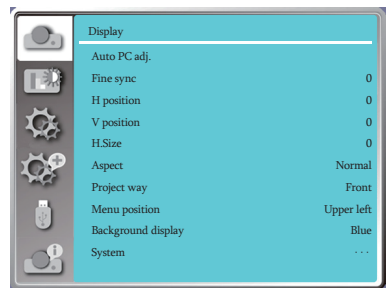 Display
Auto PC adj.
Fine sync 0
H position 0
V position 0
H.Size 0
Aspect Normal
Project way Front
Menu position Upper left
Background display Blue
System ...